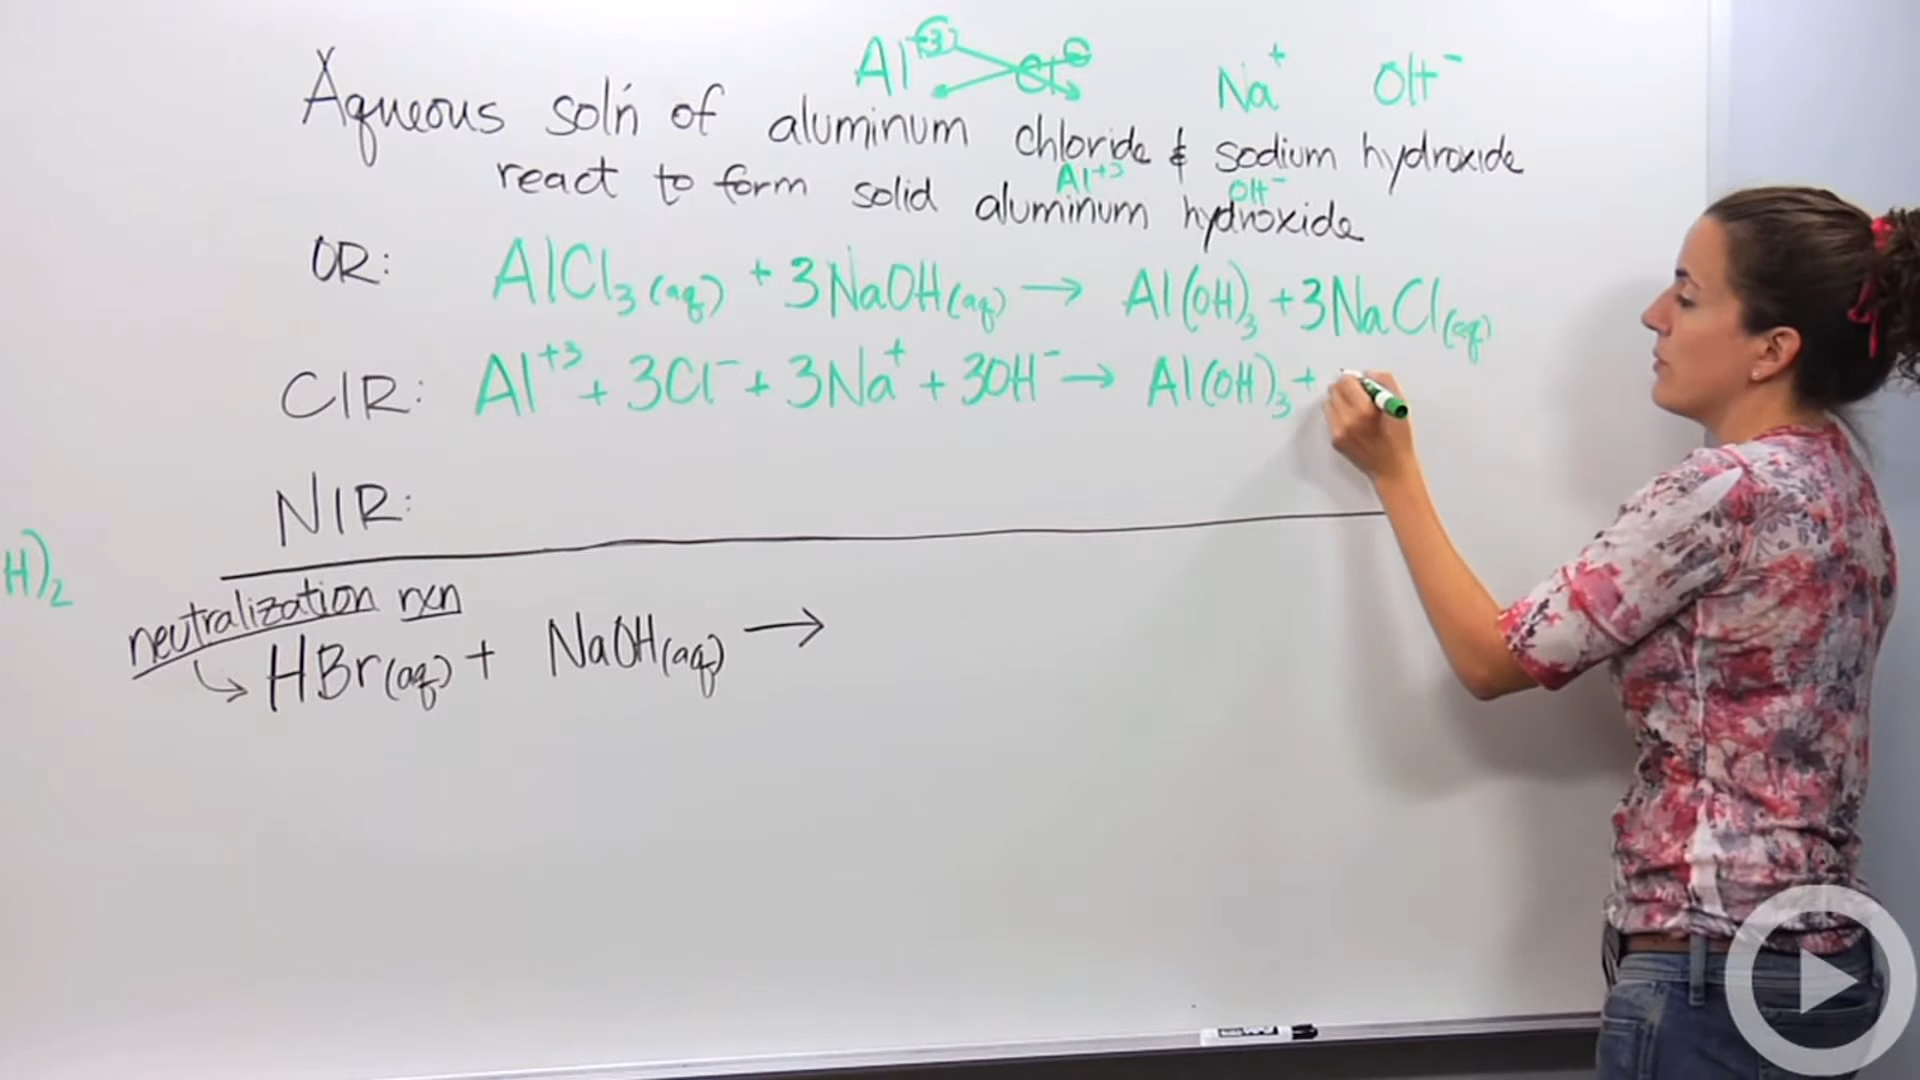 Al⁺³ Cl⁻ Na⁺ OH⁻
Aqueous sol'n of aluminum chloride & sodium hydroxide
react to form solid aluminum hydroxide
Al⁺³ OH⁻
OR: AlCl₃(aq) + 3NaOH(aq) → Al(OH)₃ + 3NaCl(aq)
CIR: Al⁺³ + 3Cl⁻ + 3Na⁺ + 3OH⁻ → Al(OH)₃ +
NIR:
H)₂
neutralization rxn
HBr(aq) + NaOH(aq) →